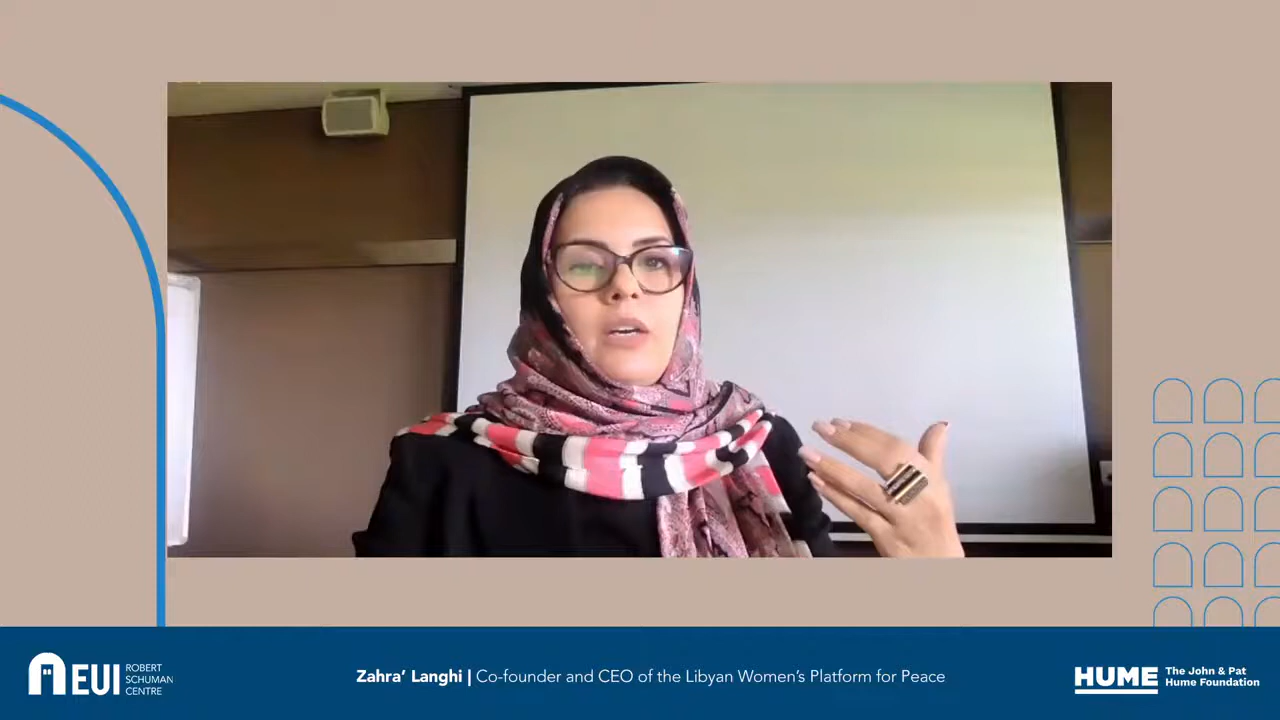 EUI
ROBERT
SCHUMAN
CENTRE
Zahra’ Langhi | Co-founder and CEO of the Libyan Women’s Platform for Peace
HUME
The John & Pat
Hume Foundation